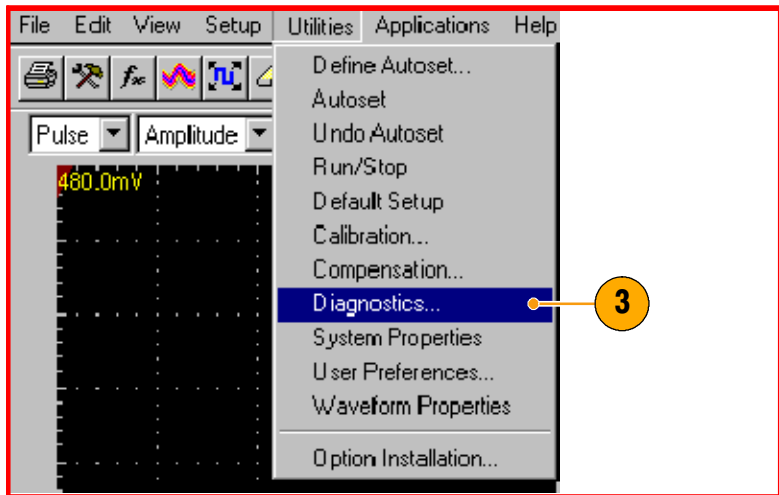 File Edit View Setup Utilities Applications Help
Pulse Amplitude
480.0mV
Define Autoset...
Autoset
Undo Autoset
Run/Stop
Default Setup
Calibration...
Compensation...
Diagnostics...
3
System Properties
User Preferences...
Waveform Properties
Option Installation...